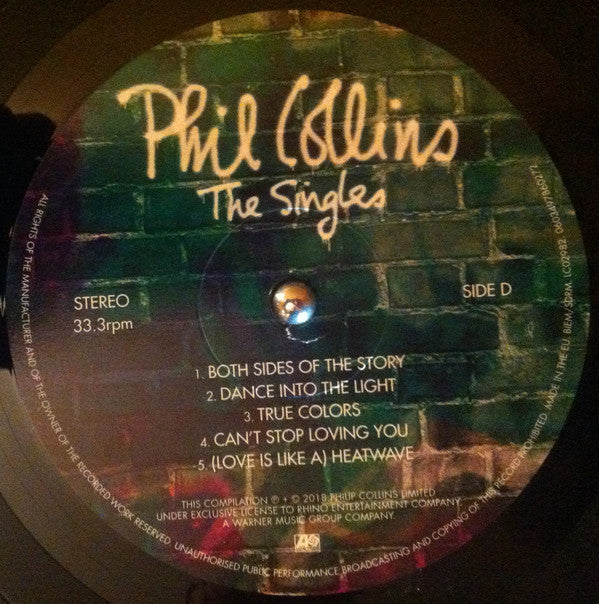 Phil Collins
The Singles
STEREO
33.3rpm
SIDE D
1. BOTH SIDES OF THE STORY
2. DANCE INTO THE LIGHT
3. TRUE COLORS
4. CAN'T STOP LOVING YOU
5. (LOVE IS LIKE A) HEATWAVE
THIS COMPILATION ℗ + © 2018 PHILIP COLLINS LIMITED
UNDER EXCLUSIVE LICENSE TO RHINO ENTERTAINMENT COMPANY.
A WARNER MUSIC GROUP COMPANY.
ALL RIGHTS OF THE MANUFACTURER AND OF THE OWNER OF THE RECORDED WORK RESERVED. UNAUTHORISED PUBLIC PERFORMANCE BROADCASTING AND COPYING OF THIS RECORD PROHIBITED. MADE IN THE EU. BIEM/SDRM. LC02982